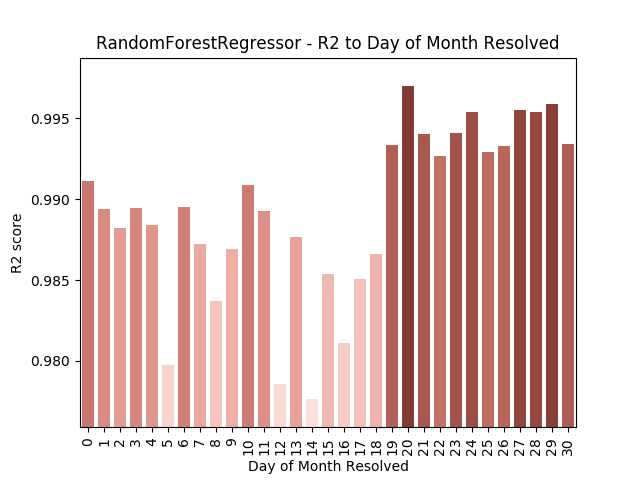 RandomForestRegressor - R2 to Day of Month Resolved
0.995
0.990
0.985
0.980
R2 score
0 1 2 3 4 5 6 7 8 9 10 11 12 13 14 15 16 17 18 19 20 21 22 23 24 25 26 27 28 29 30
Day of Month Resolved